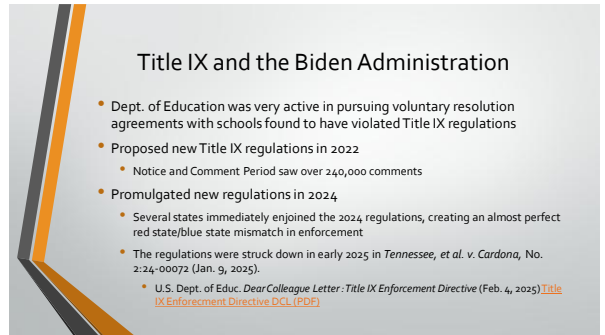 Title IX and the Biden Administration
• Dept. of Education was very active in pursuing voluntary resolution
agreements with schools found to have violated Title IX regulations
• Proposed new Title IX regulations in 2022
• Notice and Comment Period saw over 240,000 comments
• Promulgated new regulations in 2024
• Several states immediately enjoined the 2024 regulations, creating an almost perfect
red state/blue state mismatch in enforcement
• The regulations were struck down in early 2025 in Tennessee, et al. v. Cardona, No.
2:24-00072 (Jan. 9, 2025).
• U.S. Dept. of Educ. Dear Colleague Letter: Title IX Enforcement Directive (Feb. 4, 2025) Title
IX Enforecment Directive DCL (PDF)